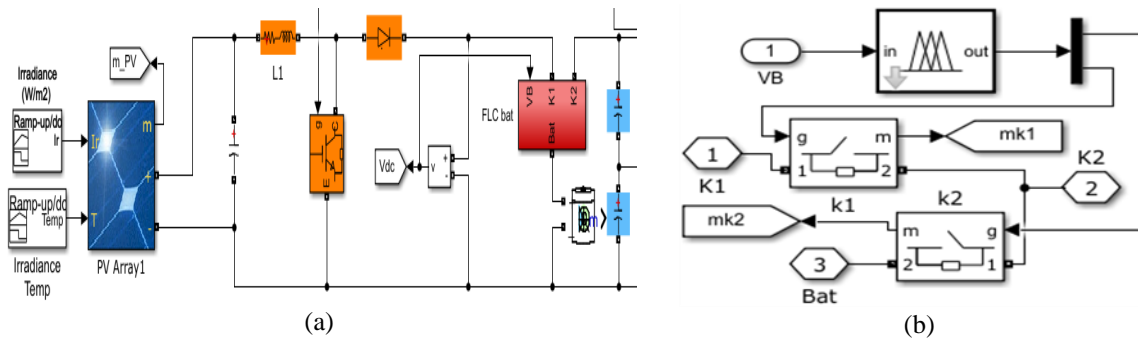 m_PV
Irradiance
(W/m2)
Ramp-up/dc
Ir
Ir
m
+
-
T
Ramp-up/dc
Temp
Irradiance
Temp
PV Array1
L1
g
C
E
Vdc
v
+
-
FLC bat
VB
K1
K2
Bat
m
(a)
1
VB
in
out
g
m
1
2
mk1
1
K1
K2
2
k1
k2
mk2
m
g
2
1
3
Bat
(b)